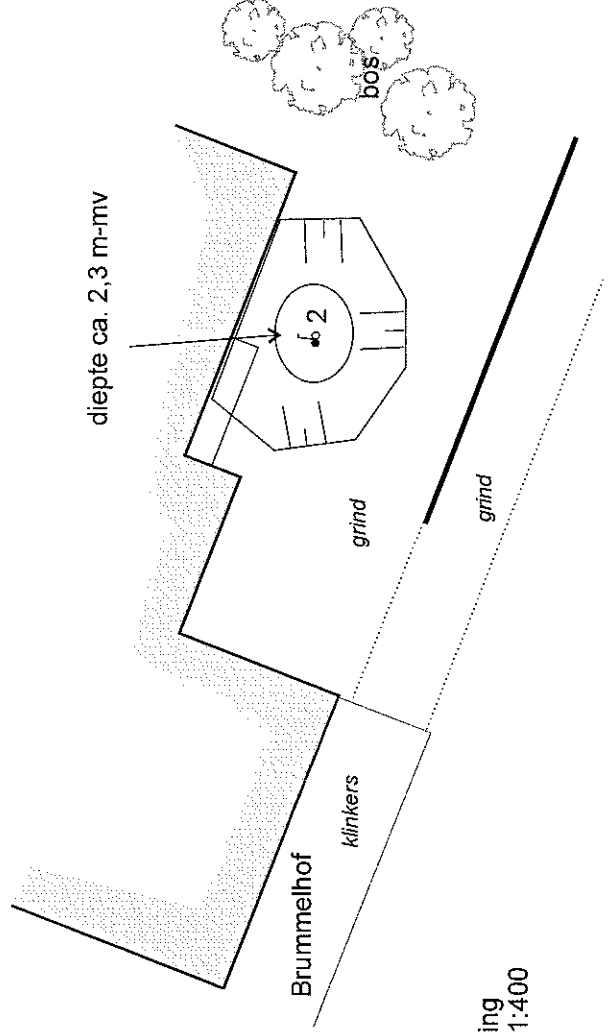 diepte ca. 2,3 m-mv
bos
2
grind
grind
klinkers
Brummelhof
ing
1:400